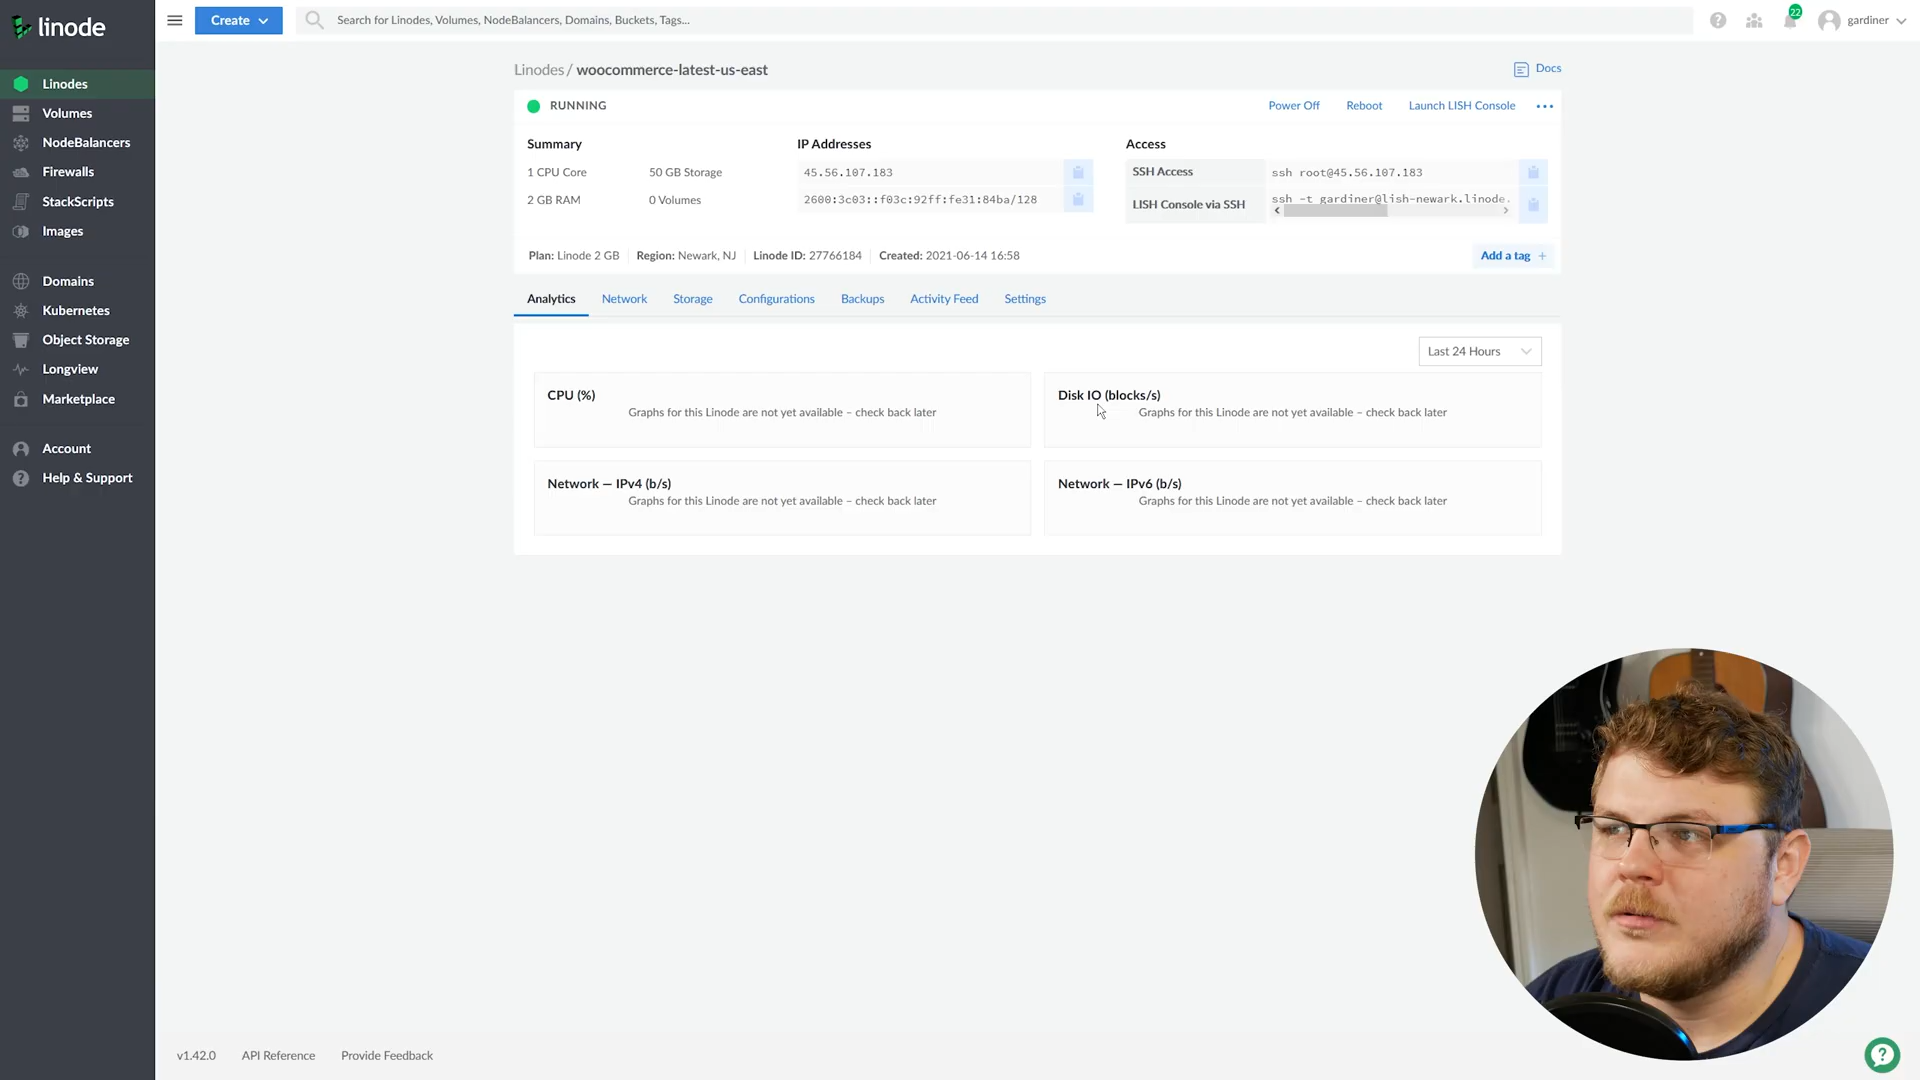 linode
Create
Search for Linodes, Volumes, NodeBalancers, Domains, Buckets, Tags...
22
gardiner
Linodes
Volumes
NodeBalancers
Firewalls
StackScripts
Images
Domains
Kubernetes
Object Storage
Longview
Marketplace
Account
Help & Support
Linodes / woocommerce-latest-us-east
Docs
RUNNING
Power Off
Reboot
Launch LISH Console
Summary
1 CPU Core
50 GB Storage
2 GB RAM
0 Volumes
IP Addresses
45.56.107.183
2600:3c03::f03c:92ff:fe31:84ba/128
Access
SSH Access
ssh root@45.56.107.183
LISH Console via SSH
ssh -t gardiner@lish-newark.linode.
Plan: Linode 2 GB
Region: Newark, NJ
Linode ID: 27766184
Created: 2021-06-14 16:58
Add a tag +
Analytics
Network
Storage
Configurations
Backups
Activity Feed
Settings
Last 24 Hours
CPU (%)
Graphs for this Linode are not yet available – check back later
Disk IO (blocks/s)
Graphs for this Linode are not yet available – check back later
Network — IPv4 (b/s)
Graphs for this Linode are not yet available – check back later
Network — IPv6 (b/s)
Graphs for this Linode are not yet available – check back later
v1.42.0
API Reference
Provide Feedback